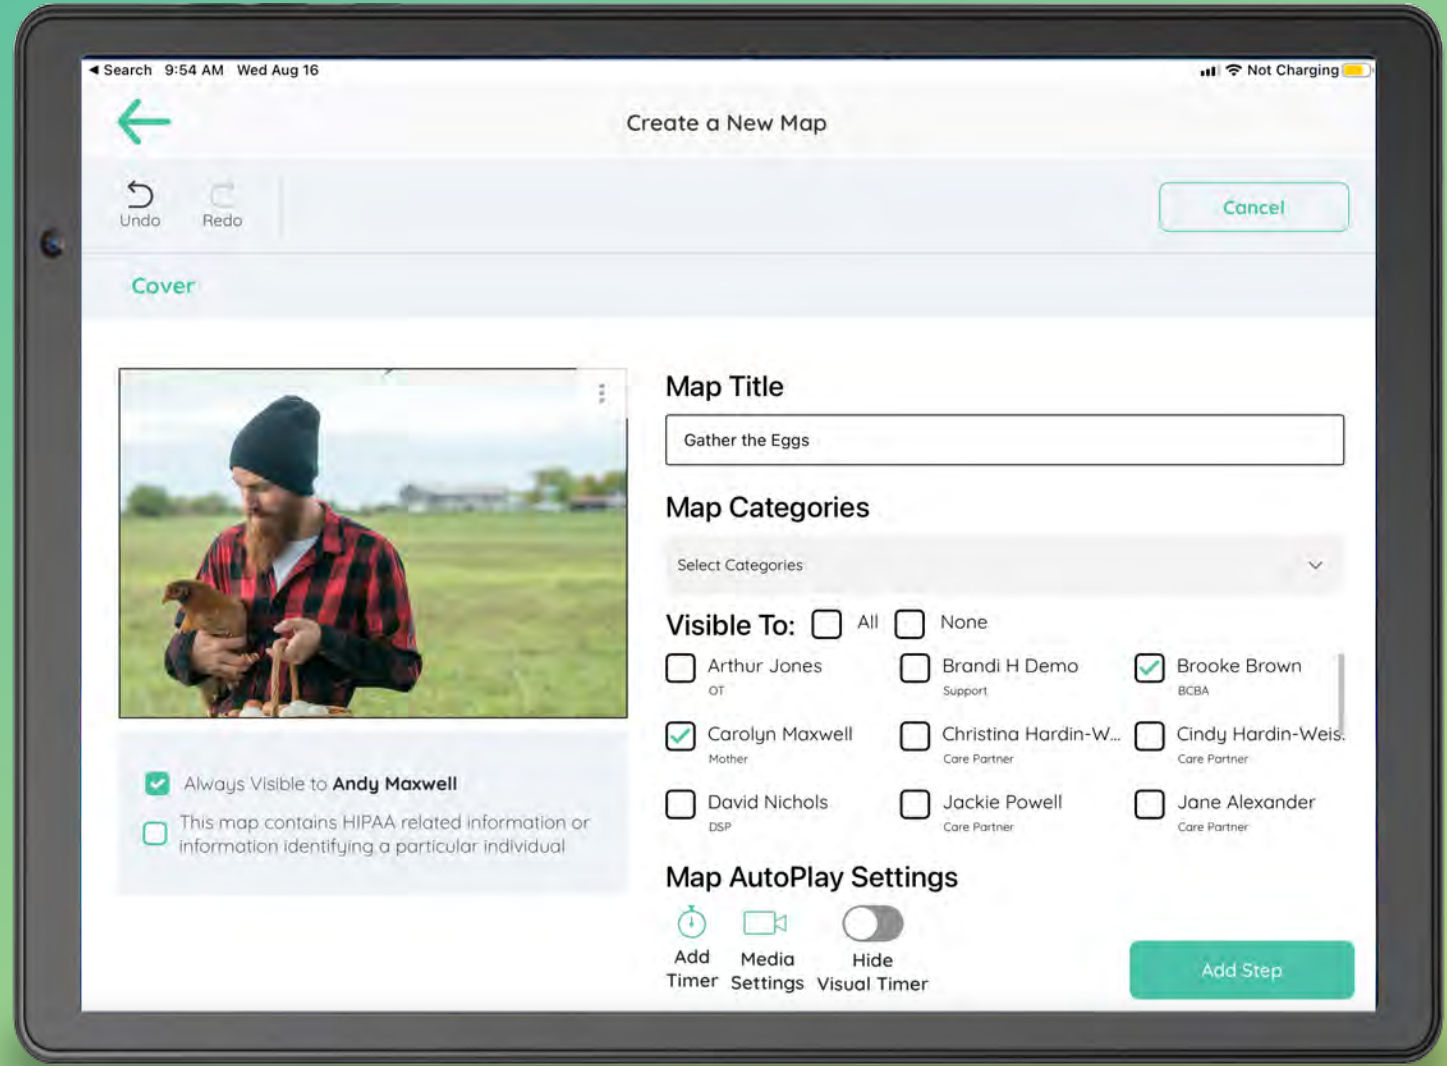 Search 9:54 AM Wed Aug 16 Not Charging
Create a New Map
Undo Redo Cancel
Cover
Map Title
Gather the Eggs
Map Categories
Select Categories
Visible To: All None
Arthur Jones Brandi H Demo Brooke Brown
OT Support BCBA
Carolyn Maxwell Christina Hardin-W... Cindy Hardin-Weis.
Mother Care Partner Care Partner
David Nichols Jackie Powell Jane Alexander
DSP Care Partner Care Partner
Always Visible to Andy Maxwell
This map contains HIPAA related information or
information identifying a particular individual
Map AutoPlay Settings
Add Media Hide
Timer Settings Visual Timer
Add Step